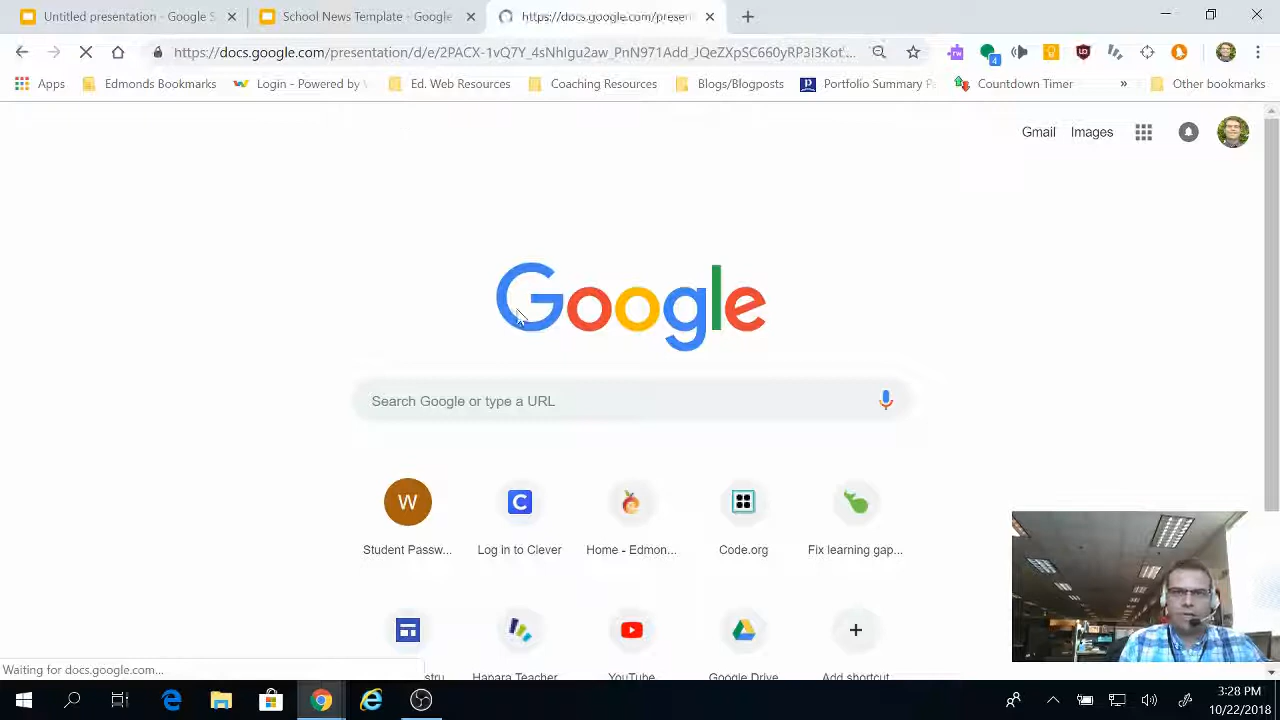 Untitled presentation - Google S
School News Template - Google
https://docs.google.com/presen
https://docs.google.com/presentation/d/e/2PACX-1vQ7Y_4sNhIgu2aw_PnN971Add_JQeZXpSC660yRP3I3Kot...
4
Apps
Edmonds Bookmarks
Login - Powered by
Ed. Web Resources
Coaching Resources
Blogs/Blogposts
Portfolio Summary P
Countdown Timer
»
Other bookmarks
Gmail
Images
Google
Search Google or type a URL
W
C
Student Passw...
Log in to Clever
Home - Edmon...
Code.org
Fix learning gap...
Waiting for docs.google.com...
stru
Hapara Teacher
YouTube
Google Drive
Add shortcut
3:28 PM
10/22/2018